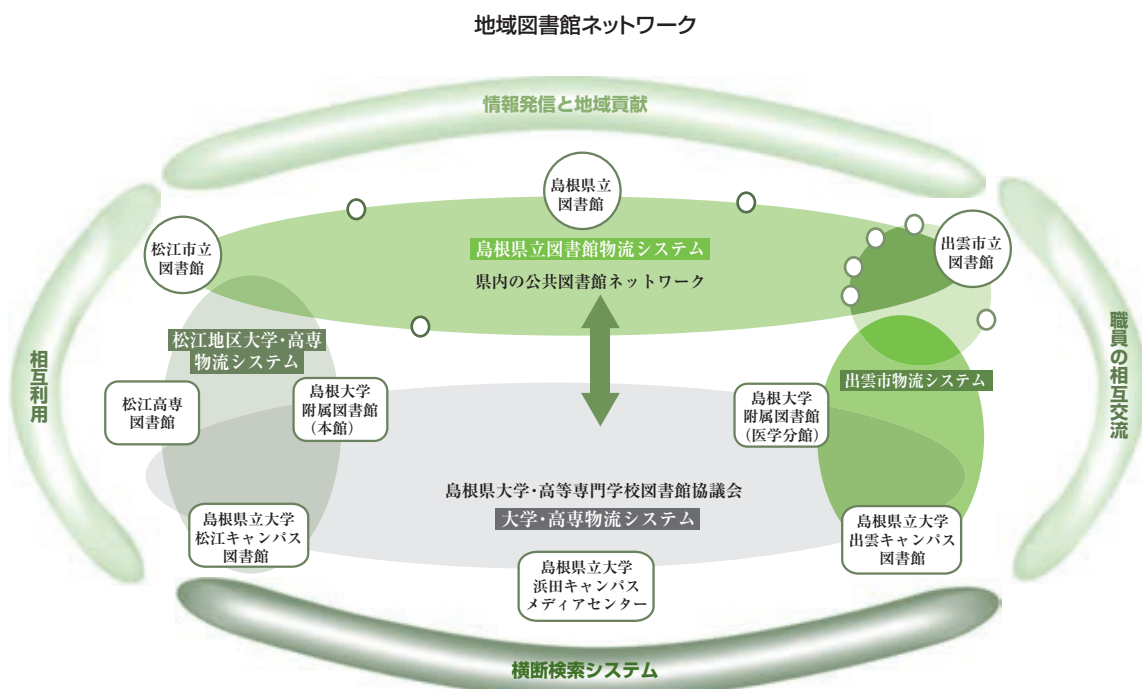 地域図書館ネットワーク
情報発信と地域貢献
島根県立
図書館
松江市立
図書館
出雲市立
図書館
島根県立図書館物流システム
県内の公共図書館ネットワーク
松江地区大学・高専
物流システム
相互利用
職員の相互交流
出雲市物流システム
松江高専
図書館
島根大学
附属図書館
（本館）
島根大学
附属図書館
（医学分館）
島根県大学・高等専門学校図書館協議会
大学・高専物流システム
島根県立大学
松江キャンパス
図書館
島根県立大学
浜田キャンパス
メディアセンター
島根県立大学
出雲キャンパス
図書館
横断検索システム